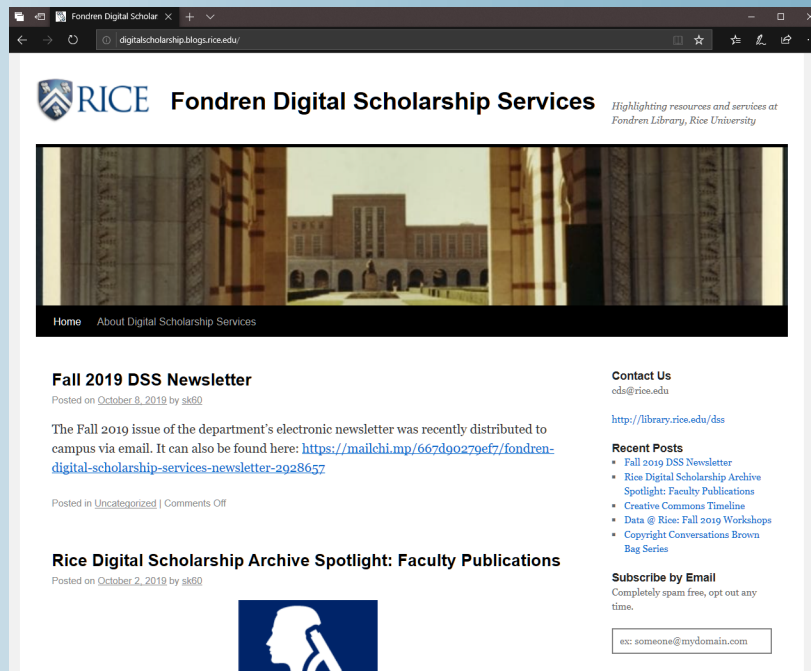 Fondren Digital Scholar
digitalscholarship.blogs.rice.edu/
RICE
Fondren Digital Scholarship Services
Highlighting resources and services at
Fondren Library, Rice University
Home About Digital Scholarship Services
Fall 2019 DSS Newsletter
Posted on October 8, 2019 by sk60
The Fall 2019 issue of the department's electronic newsletter was recently distributed to
campus via email. It can also be found here: https://mailchi.mp/667d90279ef7/fondren-
digital-scholarship-services-newsletter-2928657
Posted in Uncategorized | Comments Off
Rice Digital Scholarship Archive Spotlight: Faculty Publications
Posted on October 2, 2019 by sk60
Contact Us
cds@rice.edu
http://library.rice.edu/dss
Recent Posts
Fall 2019 DSS Newsletter
Rice Digital Scholarship Archive
Spotlight: Faculty Publications
Creative Commons Timeline
Data @ Rice: Fall 2019 Workshops
Copyright Conversations Brown
Bag Series
Subscribe by Email
Completely spam free, opt out any
time.
ex: someone@mydomain.com